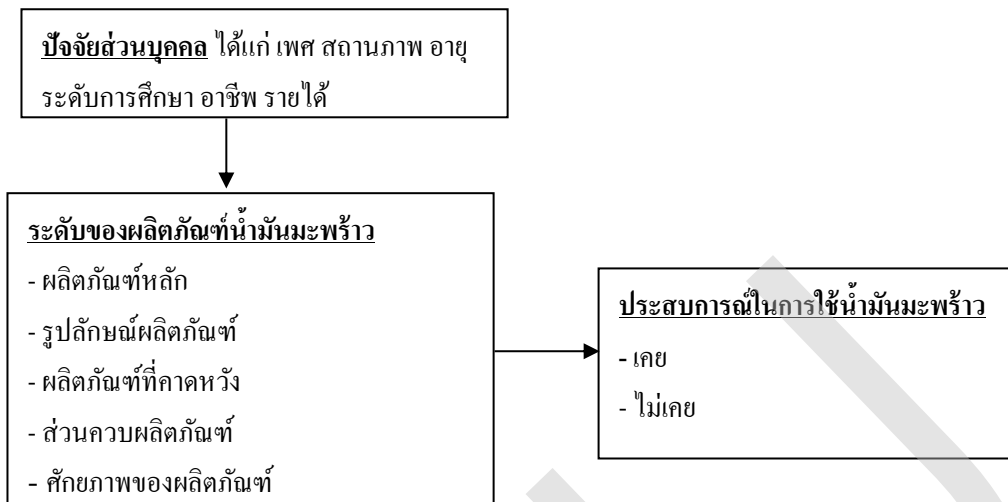 ปัจจัยส่วนบุคคล ได้แก่ เพศ สถานภาพ อายุ
ระดับการศึกษา อาชีพ รายได้
ระดับของผลิตภัณฑ์น้ำมันมะพร้าว
- ผลิตภัณฑ์หลัก
- รูปลักษณ์ผลิตภัณฑ์
- ผลิตภัณฑ์ที่คาดหวัง
- ส่วนควบผลิตภัณฑ์
- ศักยภาพของผลิตภัณฑ์
ประสบการณ์ในการใช้น้ำมันมะพร้าว
- เคย
- ไม่เคย